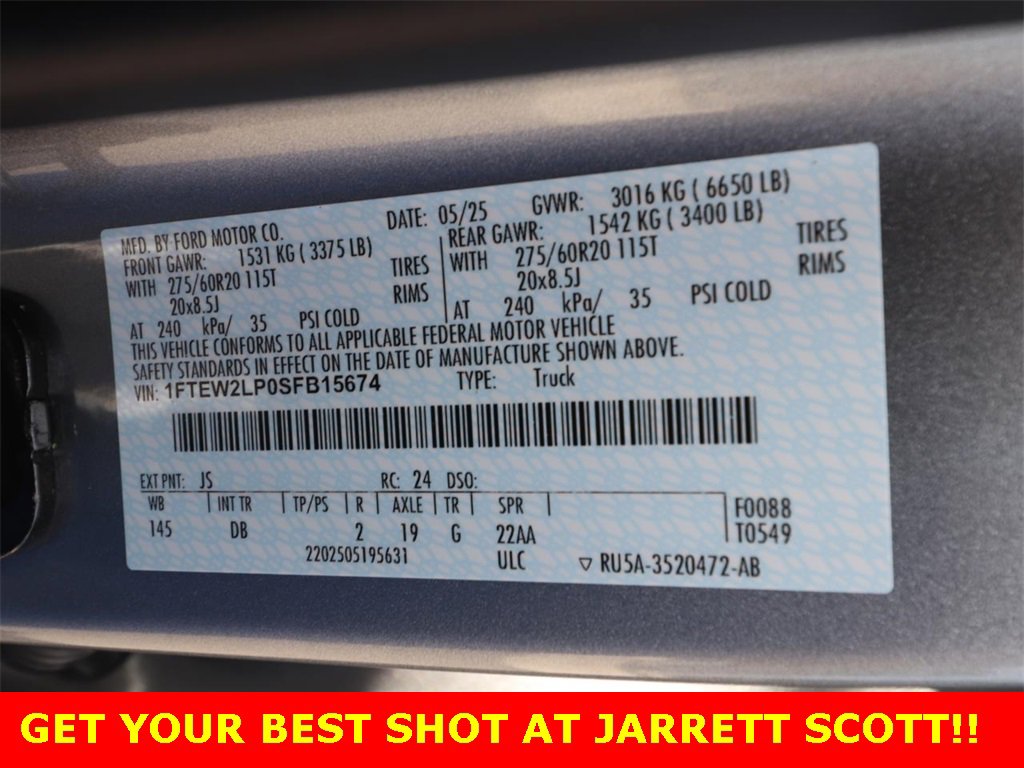 MFD. BY FORD MOTOR CO. DATE: 05/25 GVWR: 3016 KG ( 6650 LB)
FRONT GAWR: 1531 KG ( 3375 LB) REAR GAWR: 1542 KG ( 3400 LB)
WITH 275/60R20 115T TIRES WITH 275/60R20 115T TIRES
20x8.5J RIMS 20x8.5J RIMS
AT 240 kPa/ 35 PSI COLD AT 240 kPa/ 35 PSI COLD
THIS VEHICLE CONFORMS TO ALL APPLICABLE FEDERAL MOTOR VEHICLE
SAFETY STANDARDS IN EFFECT ON THE DATE OF MANUFACTURE SHOWN ABOVE.
VIN: 1FTEW2LP0SFB15674 TYPE: Truck
EXT PNT: JS RC: 24 DSO:
WB INT TR TP/PS R AXLE TR SPR F0088
145 DB 2 19 G 22AA T0549
2202505195631 ULC ▽ RU5A-3520472-AB
GET YOUR BEST SHOT AT JARRETT SCOTT!!